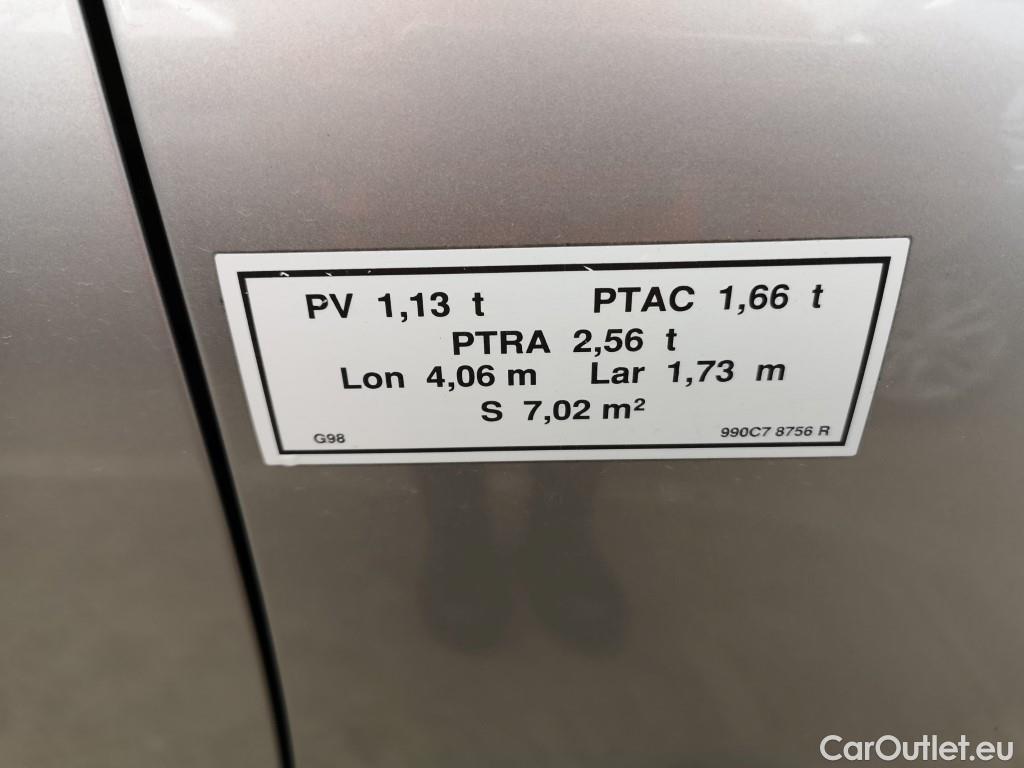 PV 1,13 t PTAC 1,66 t
PTRA 2,56 t
Lon 4,06 m Lar 1,73 m
S 7,02 m²
G98 990C7 8756 R
CarOutlet.eu